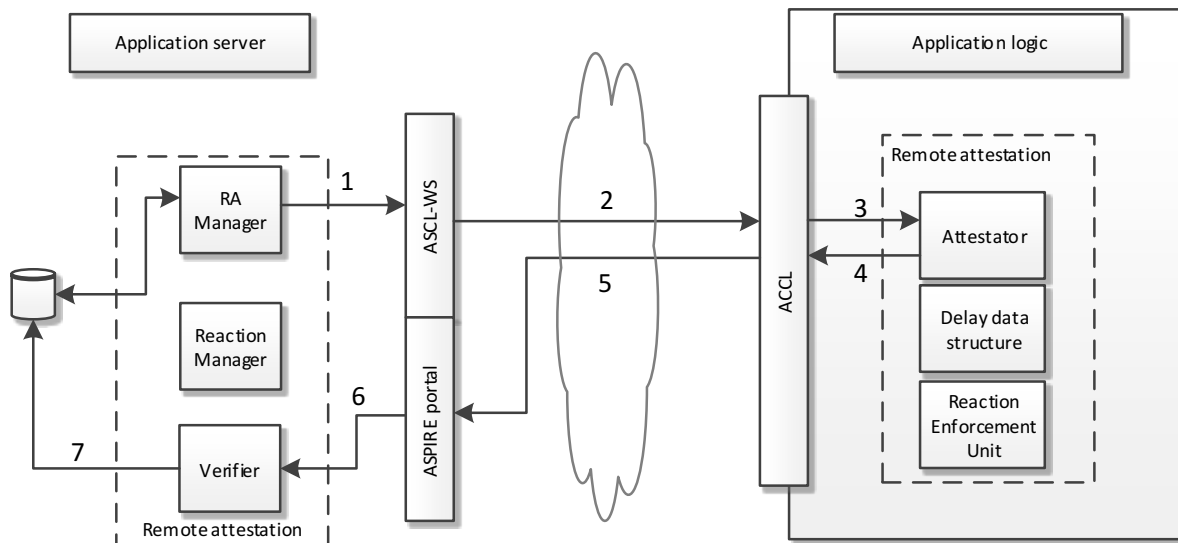 Application server
Application logic
1
RA
Manager
ASCL-WS
2
ACCL
3
Remote attestation
Attestator
4
5
Delay data
structure
Reaction
Manager
Reaction
Enforcement
Unit
ASPIRE portal
6
7
Verifier
Remote attestation